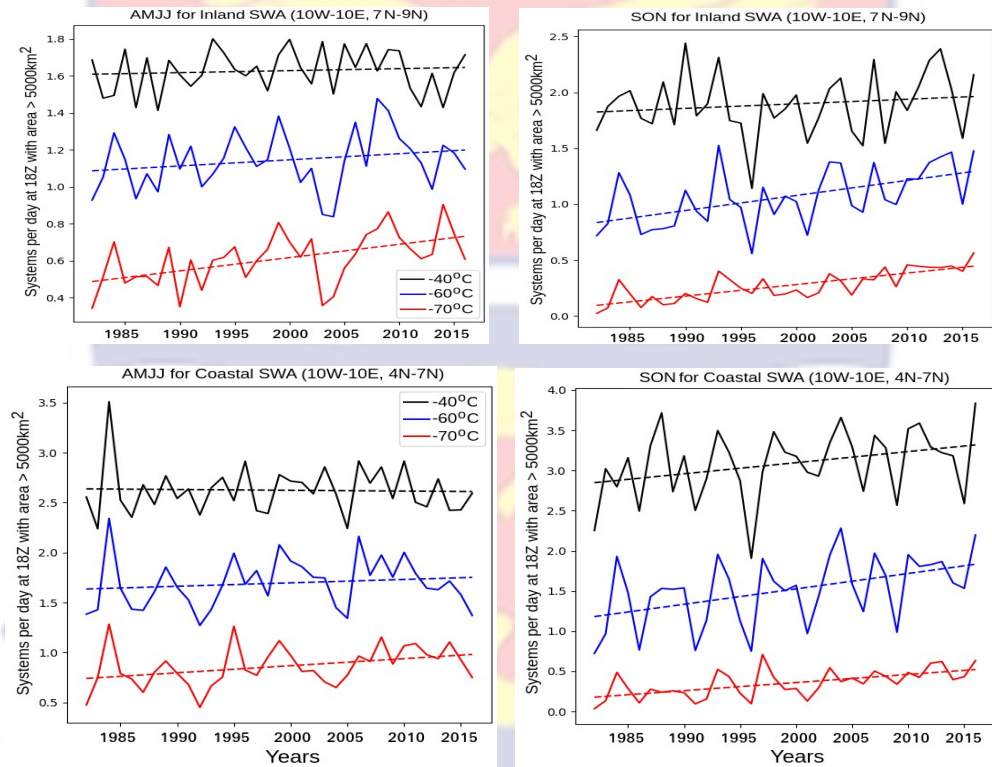 AMJJ for Inland SWA (10W-10E, 7N-9N)
Systems per day at 18Z with area > 5000km²
1.8
1.6
1.4
1.2
1.0
0.8
0.6
0.4
-40°C
-60°C
-70°C
1985 1990 1995 2000 2005 2010 2015
SON for Inland SWA (10W-10E, 7N-9N)
Systems per day at 18Z with area > 5000km²
2.5
2.0
1.5
1.0
0.5
0.0
1985 1990 1995 2000 2005 2010 2015
AMJJ for Coastal SWA (10W-10E, 4N-7N)
Systems per day at 18Z with area > 5000km²
3.5
3.0
2.5
2.0
1.5
1.0
0.5
-40°C
-60°C
-70°C
1985 1990 1995 2000 2005 2010 2015
Years
SON for Coastal SWA (10W-10E, 4N-7N)
Systems per day at 18Z with area > 5000km²
4.0
3.5
3.0
2.5
2.0
1.5
1.0
0.5
0.0
1985 1990 1995 2000 2005 2010 2015
Years